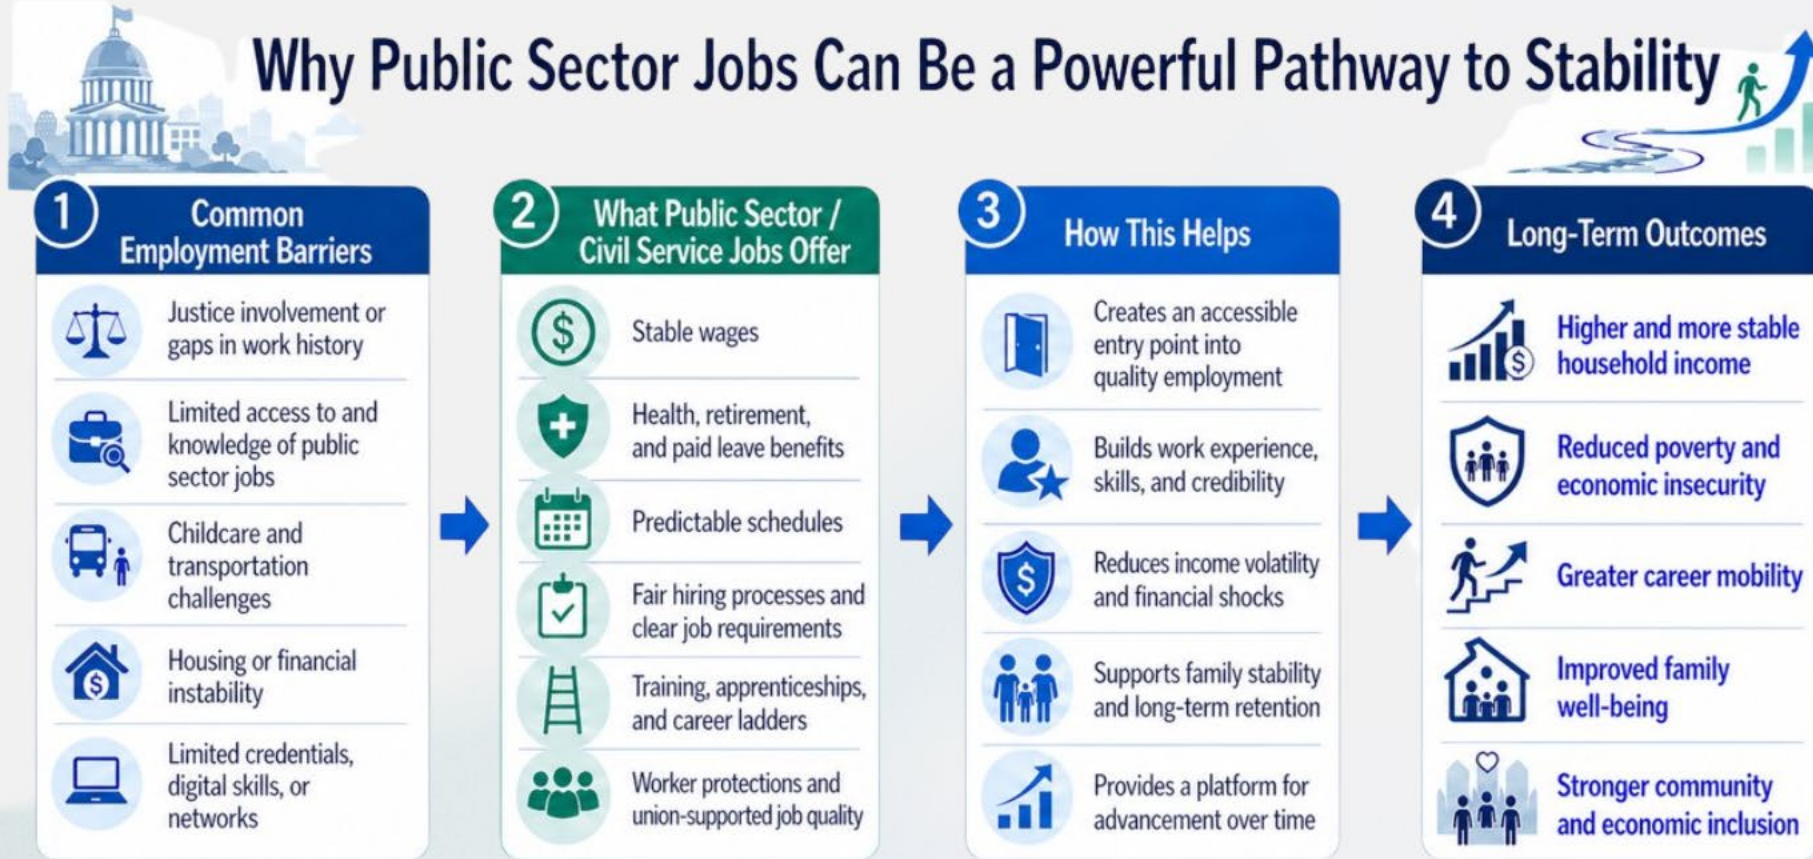 Why Public Sector Jobs Can Be a Powerful Pathway to Stability
1
Common
Employment Barriers
Justice involvement or
gaps in work history
Limited access to and
knowledge of public
sector jobs
Childcare and
transportation
challenges
Housing or financial
instability
$
Limited credentials,
digital skills, or
networks
2
What Public Sector /
Civil Service Jobs Offer
$
Stable wages
Health, retirement,
and paid leave benefits
Predictable schedules
Fair hiring processes and
clear job requirements
Training, apprenticeships,
and career ladders
Worker protections and
union-supported job quality
3
How This Helps
Creates an accessible
entry point into
quality employment
Builds work experience,
skills, and credibility
$
Reduces income volatility
and financial shocks
Supports family stability
and long-term retention
Provides a platform for
advancement over time
4
Long-Term Outcomes
$
Higher and more stable
household income
Reduced poverty and
economic insecurity
Greater career mobility
Improved family
well-being
Stronger community
and economic inclusion